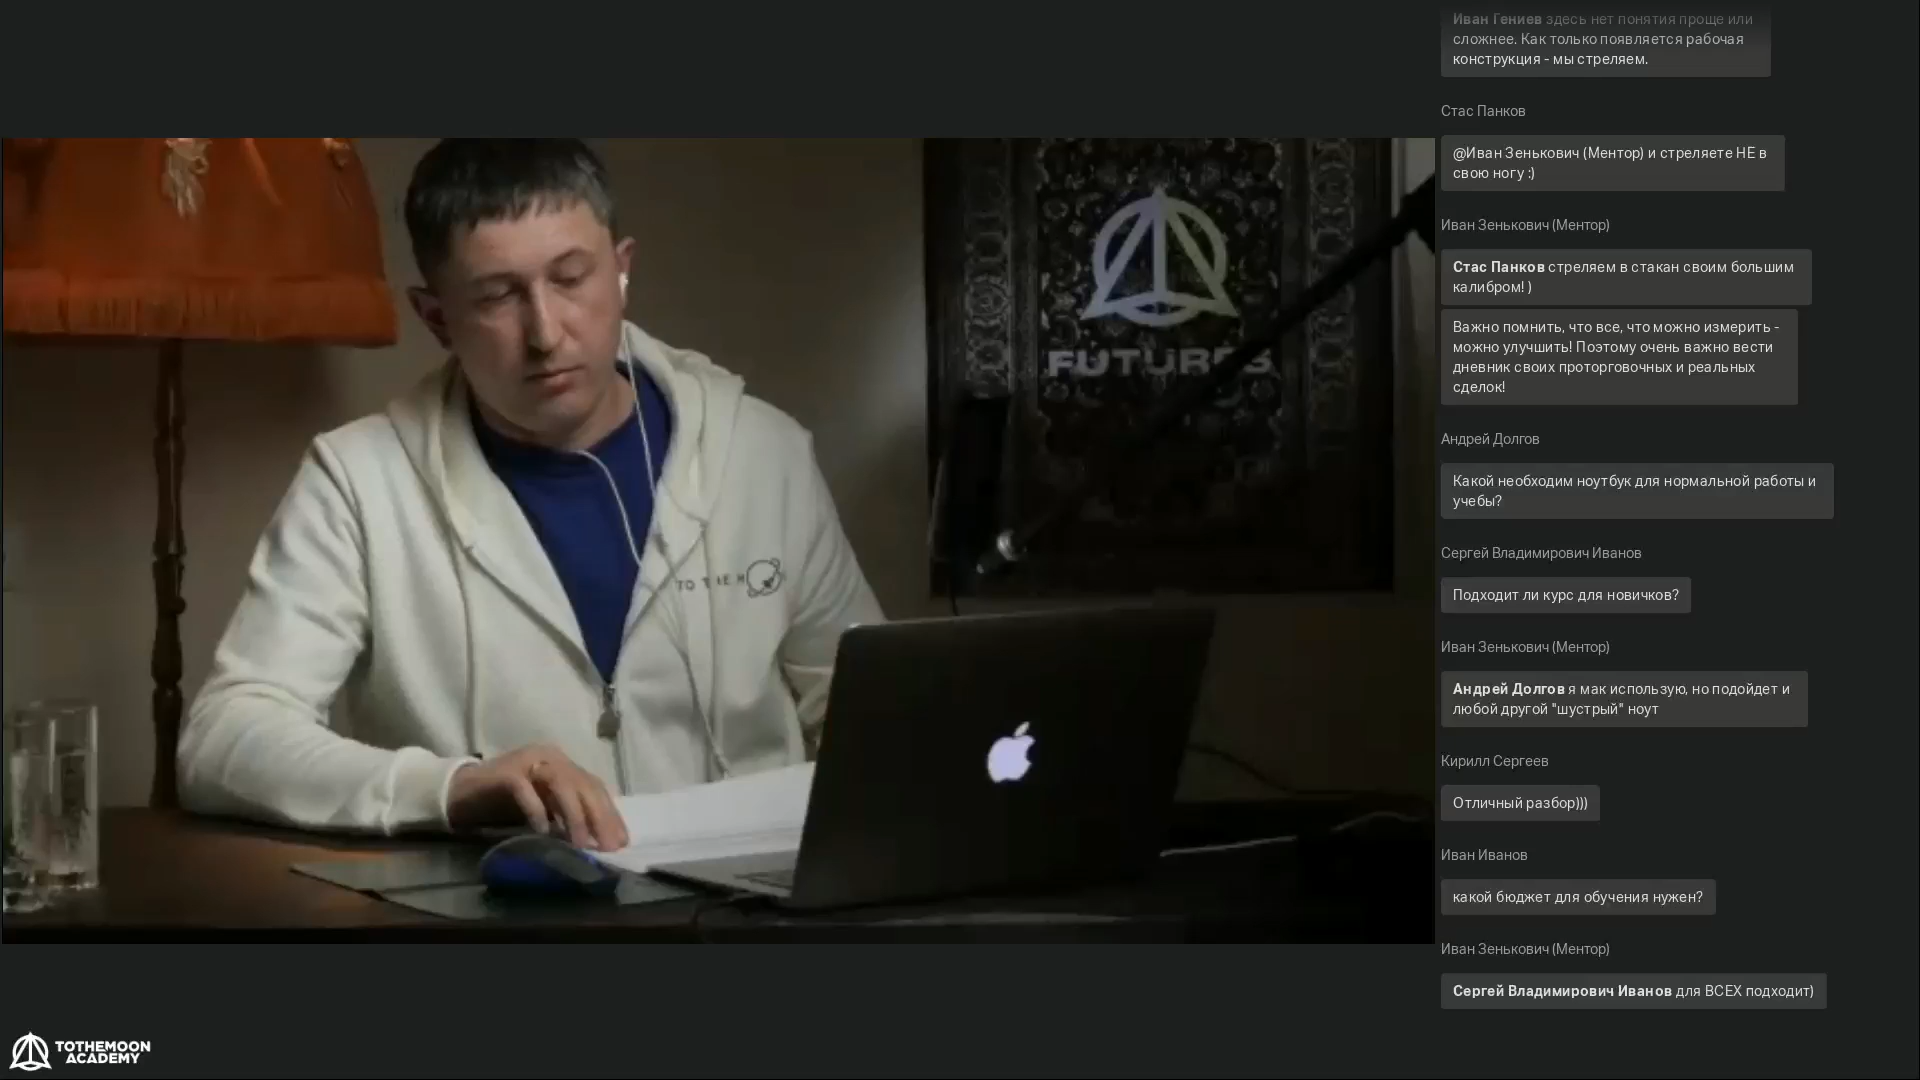 FUTURES
TO THE M
TOTHEMOON
ACADEMY
Иван Гениев здесь нет понятия проще или
сложнее. Как только появляется рабочая
конструкция - мы стреляем.
Стас Панков
@Иван Зенькович (Ментор) и стреляете НЕ в
свою ногу :)
Иван Зенькович (Ментор)
Стас Панков стреляем в стакан своим большим
калибром! )
Важно помнить, что все, что можно измерить -
можно улучшить! Поэтому очень важно вести
дневник своих проторговочных и реальных
сделок!
Андрей Долгов
Какой необходим ноутбук для нормальной работы и
учебы?
Сергей Владимирович Иванов
Подходит ли курс для новичков?
Иван Зенькович (Ментор)
Андрей Долгов я мак использую, но подойдет и
любой другой "шустрый" ноут
Кирилл Сергеев
Отличный разбор)))
Иван Иванов
какой бюджет для обучения нужен?
Иван Зенькович (Ментор)
Сергей Владимирович Иванов для ВСЕХ подходит)